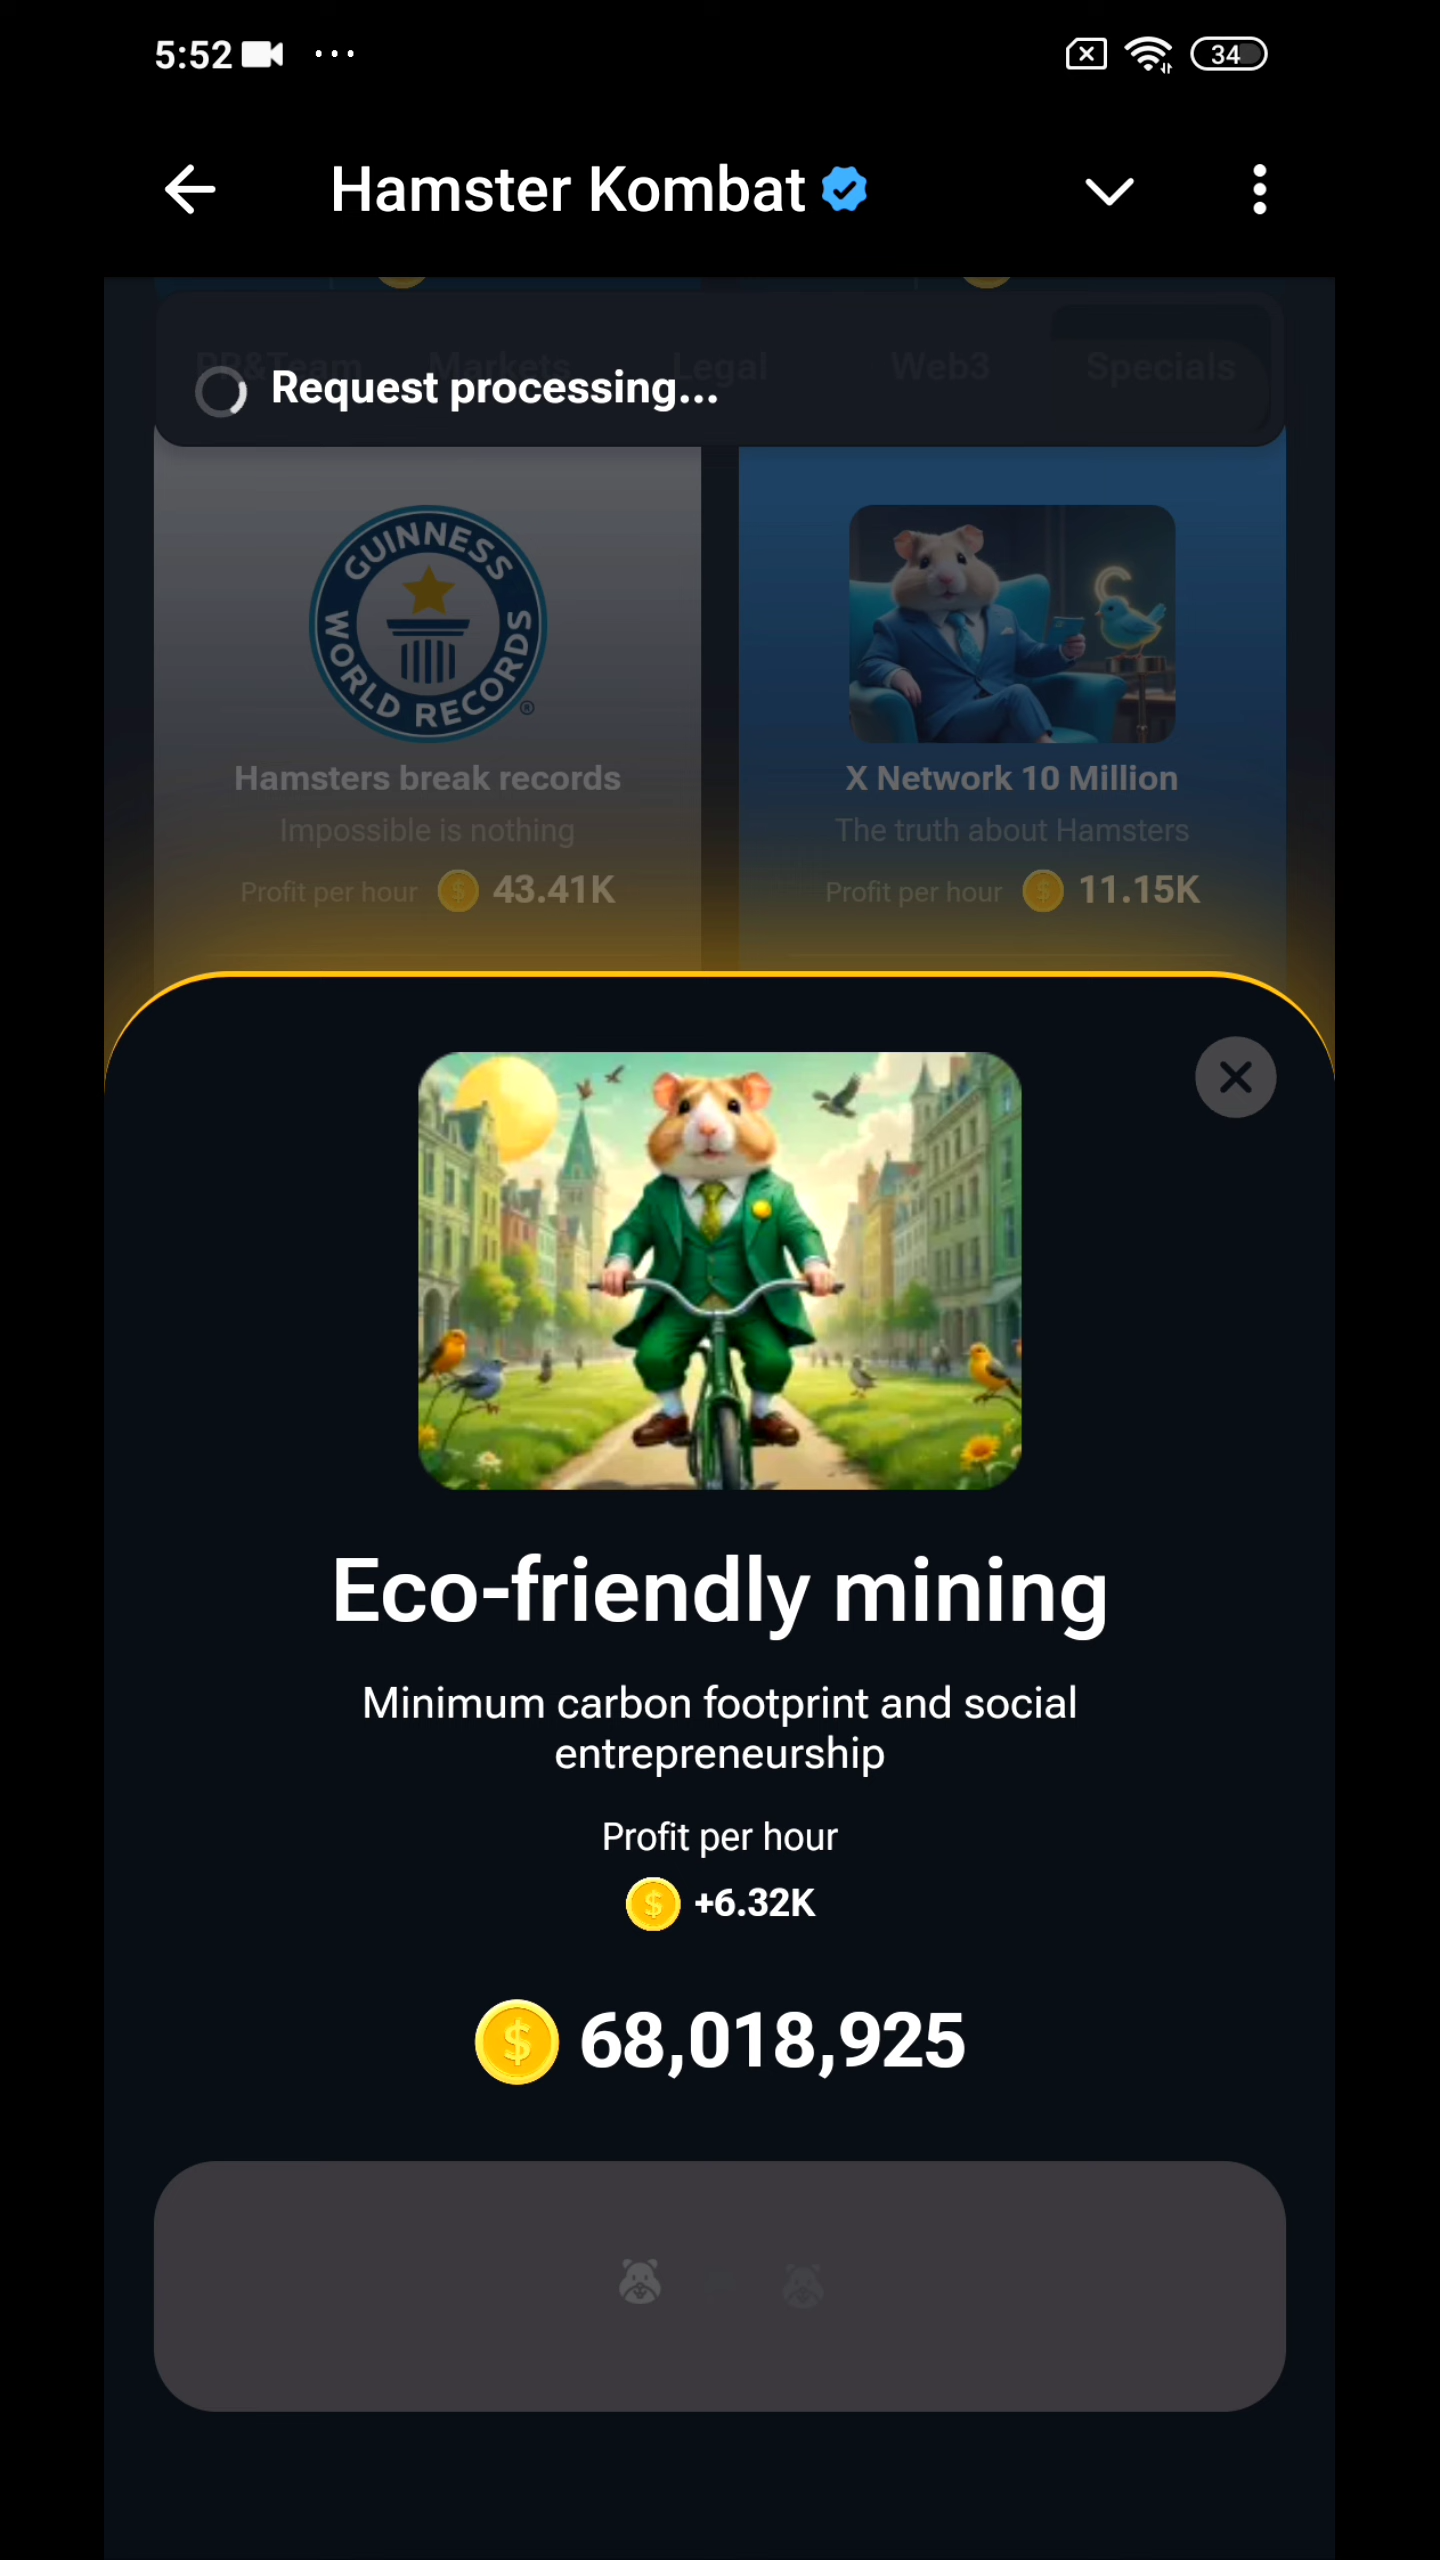 5:52
34
Hamster Kombat
PR&Team Markets Legal Web3 Specials
Request processing...
GUINNESS
WORLD RECORDS
®
Hamsters break records
Impossible is nothing
Profit per hour 43.41K
X Network 10 Million
The truth about Hamsters
Profit per hour 11.15K
Eco-friendly mining
Minimum carbon footprint and social
entrepreneurship
Profit per hour
+6.32K
68,018,925